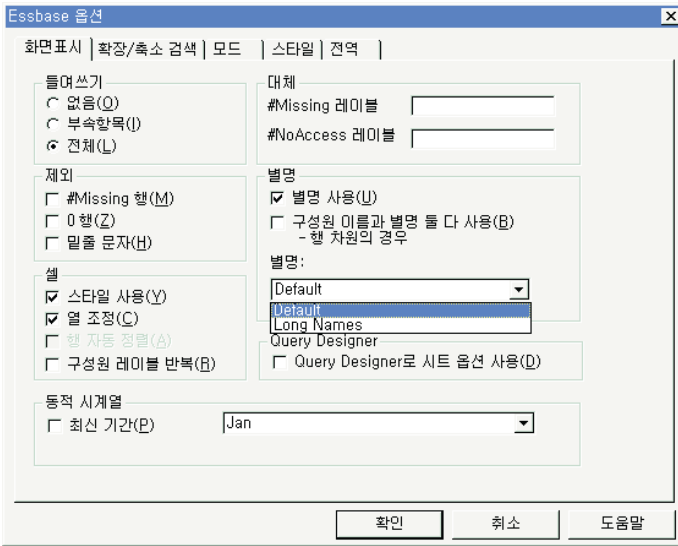 Essbase 옵션
화면표시 확장/축소 검색 모드 스타일 전역
들여쓰기
없음(O)
부속항목(I)
전체(L)
대체
#Missing 레이블
#NoAccess 레이블
제외
#Missing 행(M)
0 행(Z)
밑줄 문자(H)
별명
별명 사용(U)
구성원 이름과 별명 둘 다 사용(B)
- 행 차원의 경우
별명:
Default
Default
Long Names
셀
스타일 사용(Y)
열 조정(C)
행 자동 정렬(A)
구성원 레이블 반복(R)
Query Designer
Query Designer로 시트 옵션 사용(D)
동적 시계열
최신 기간(P)
Jan
확인 취소 도움말